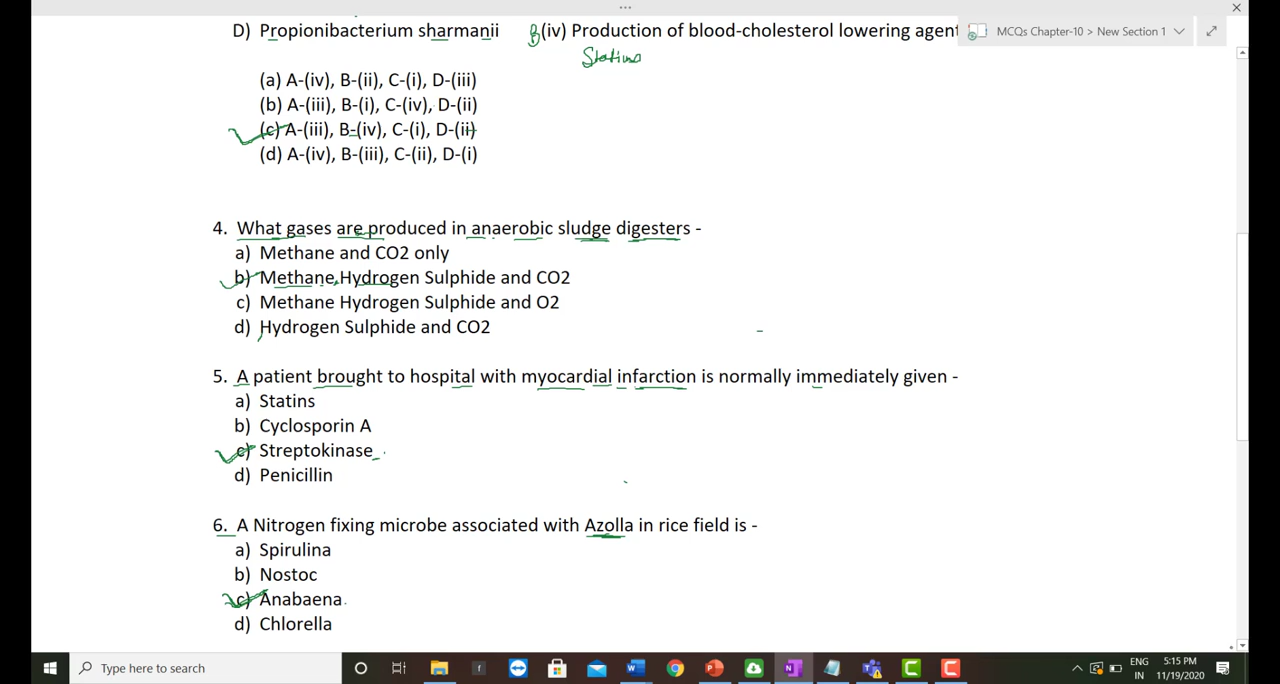 D) Propionibacterium sharmanii B(iv) Production of blood-cholesterol lowering agent
MCQs Chapter-10 > New Section 1
Statins
(a) A-(iv), B-(ii), C-(i), D-(iii)
(b) A-(iii), B-(i), C-(iv), D-(ii)
(c) A-(iii), B-(iv), C-(i), D-(ii)
(d) A-(iv), B-(iii), C-(ii), D-(i)
4. What gases are produced in anaerobic sludge digesters -
a) Methane and CO2 only
b) Methane,Hydrogen Sulphide and CO2
c) Methane Hydrogen Sulphide and O2
d) Hydrogen Sulphide and CO2
5. A patient brought to hospital with myocardial infarction is normally immediately given -
a) Statins
b) Cyclosporin A
c) Streptokinase
d) Penicillin
6. A Nitrogen fixing microbe associated with Azolla in rice field is -
a) Spirulina
b) Nostoc
c) Anabaena
d) Chlorella
Type here to search
ENG
IN
5:15 PM
11/19/2020